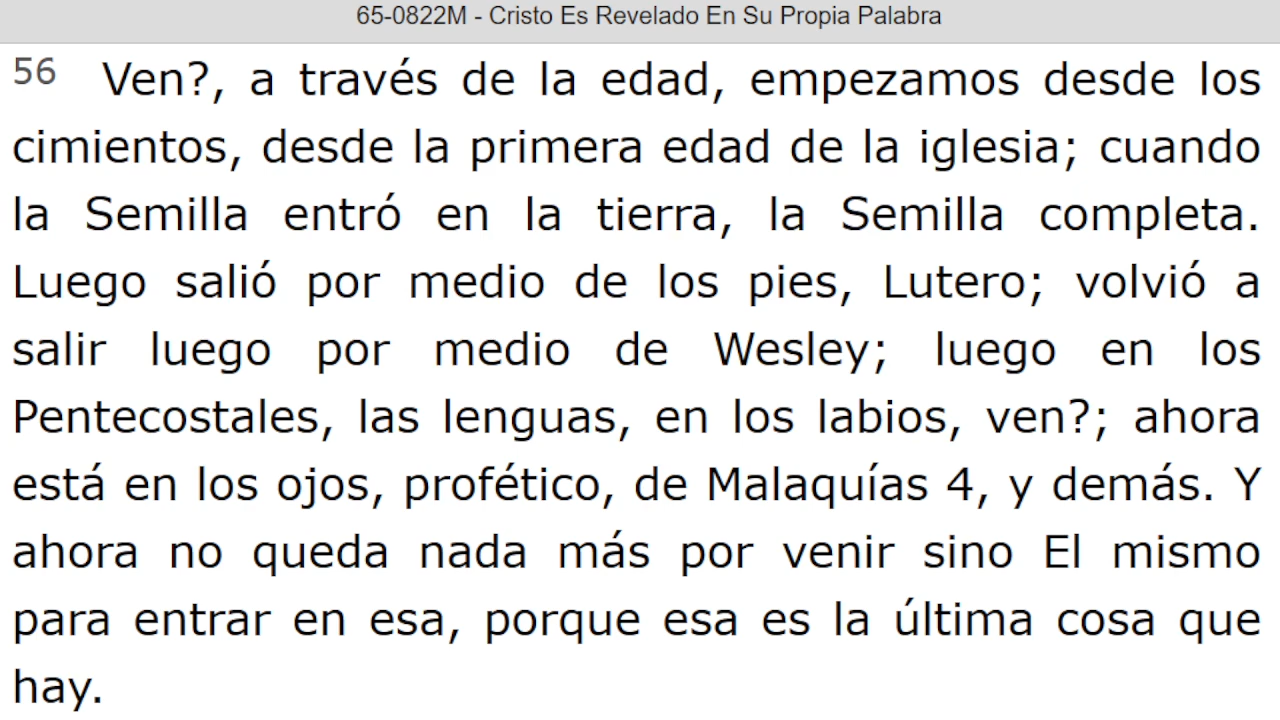 65-0822M - Cristo Es Revelado En Su Propia Palabra
56 Ven?, a través de la edad, empezamos desde los
cimientos, desde la primera edad de la iglesia; cuando
la Semilla entró en la tierra, la Semilla completa.
Luego salió por medio de los pies, Lutero; volvió a
salir luego por medio de Wesley; luego en los
Pentecostales, las lenguas, en los labios, ven?; ahora
está en los ojos, profético, de Malaquías 4, y demás. Y
ahora no queda nada más por venir sino El mismo
para entrar en esa, porque esa es la última cosa que
hay.